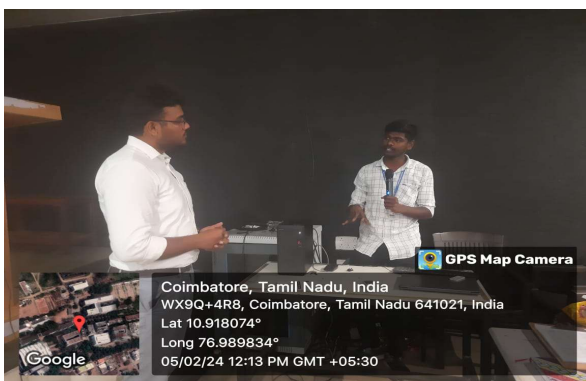 GPS Map Camera
Coimbatore, Tamil Nadu, India
WX9Q+4R8, Coimbatore, Tamil Nadu 641021, India
Lat 10.918074°
Long 76.989834°
05/02/24 12:13 PM GMT +05:30
Google